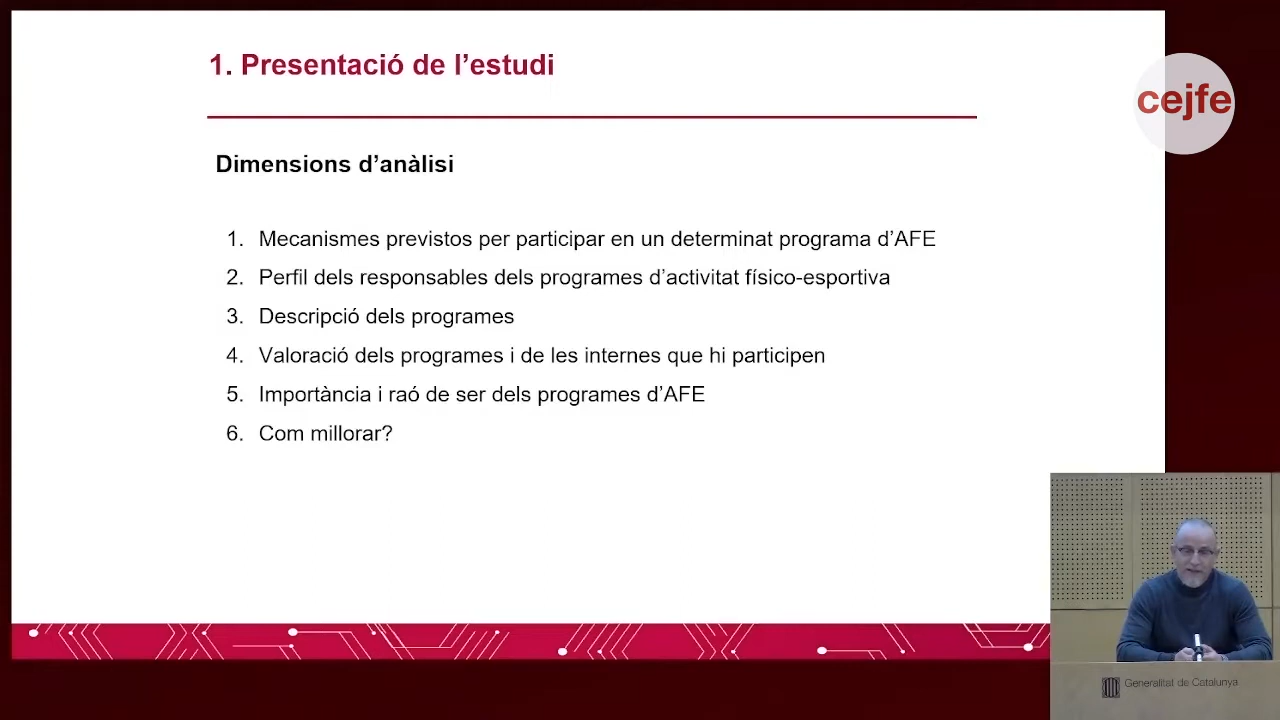 1. Presentació de l’estudi
cejfe
Dimensions d’anàlisi
1. Mecanismes previstos per participar en un determinat programa d’AFE
2. Perfil dels responsables dels programes d’activitat físico-esportiva
3. Descripció dels programes
4. Valoració dels programes i de les internes que hi participen
5. Importància i raó de ser dels programes d’AFE
6. Com millorar?
Generalitat de Catalunya